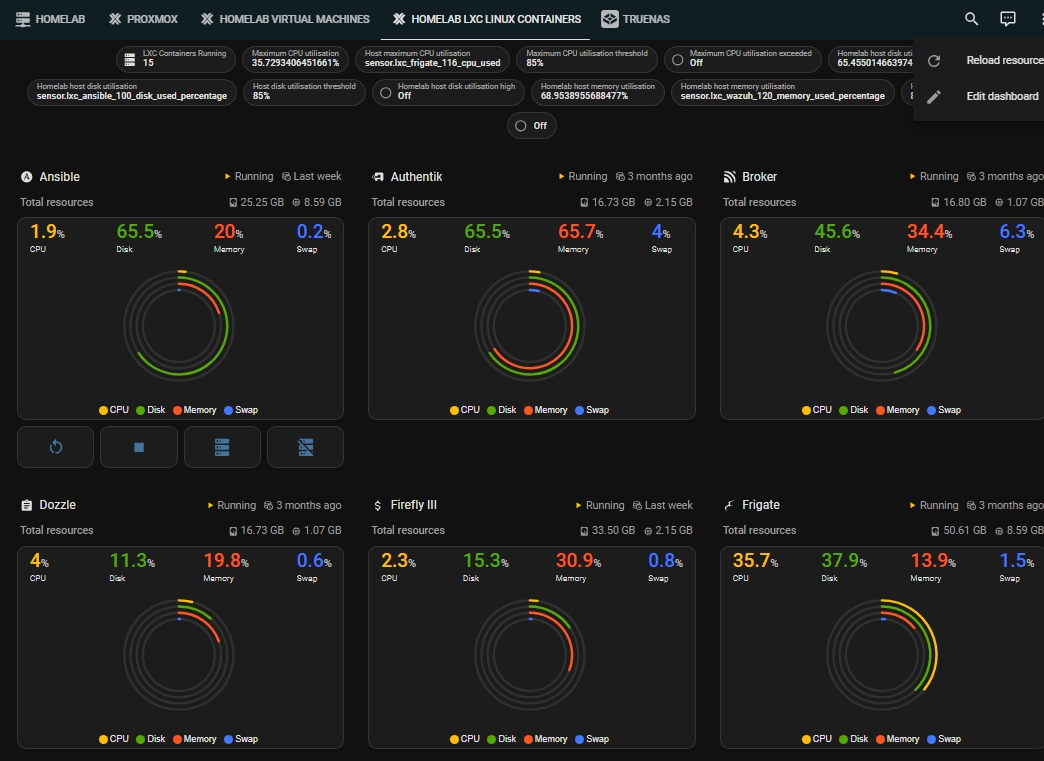 HOMELAB PROXMOX HOMELAB VIRTUAL MACHINES HOMELAB LXC LINUX CONTAINERS TRUENAS
LXC Containers Running
15
Maximum CPU utilisation
35.7293406451661%
Host maximum CPU utilisation
sensor.lxc_frigate_116_cpu_used
Maximum CPU utilisation threshold
85%
Maximum CPU utilisation exceeded
Off
Homelab host disk uti
65.455014663974
Reload resource
Edit dashboard
Homelab host disk utilisation
sensor.lxc_ansible_100_disk_used_percentage
Host disk utilisation threshold
85%
Homelab host disk utilisation high
Off
Homelab host memory utilisation
68.9538955688477%
Homelab host memory utilisation
sensor.lxc_wazuh_120_memory_used_percentage
Off
Ansible Running Last week
Total resources 25.25 GB 8.59 GB
1.9% 65.5% 20% 0.2%
CPU Disk Memory Swap
CPU Disk Memory Swap
Authentik Running 3 months ago
Total resources 16.73 GB 2.15 GB
2.8% 65.5% 65.7% 4%
CPU Disk Memory Swap
CPU Disk Memory Swap
Broker Running 3 months ago
Total resources 16.80 GB 1.07 GB
4.3% 45.6% 34.4% 6.3%
CPU Disk Memory Swap
CPU Disk Memory Swap
Dozzle Running 3 months ago
Total resources 16.73 GB 1.07 GB
4% 11.3% 19.8% 0.6%
CPU Disk Memory Swap
CPU Disk Memory Swap
Firefly III Running Last week
Total resources 33.50 GB 2.15 GB
2.3% 15.3% 30.9% 0.8%
CPU Disk Memory Swap
CPU Disk Memory Swap
Frigate Running 3 months ago
Total resources 50.61 GB 8.59 GB
35.7% 37.9% 13.9% 1.5%
CPU Disk Memory Swap
CPU Disk Memory Swap